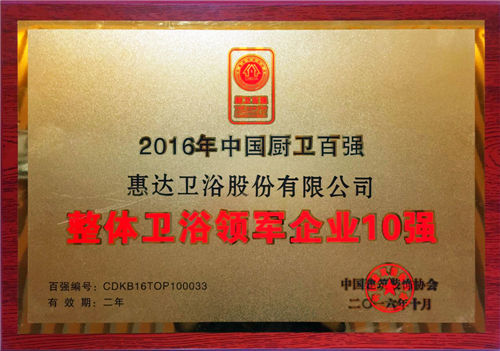 2016年中国厨卫百强
惠达卫浴股份有限公司
整体卫浴领军企业10强
百强编号：CDKB16TOP100033
有 效 期：二年
中国建筑装饰协会
二〇一六年十月